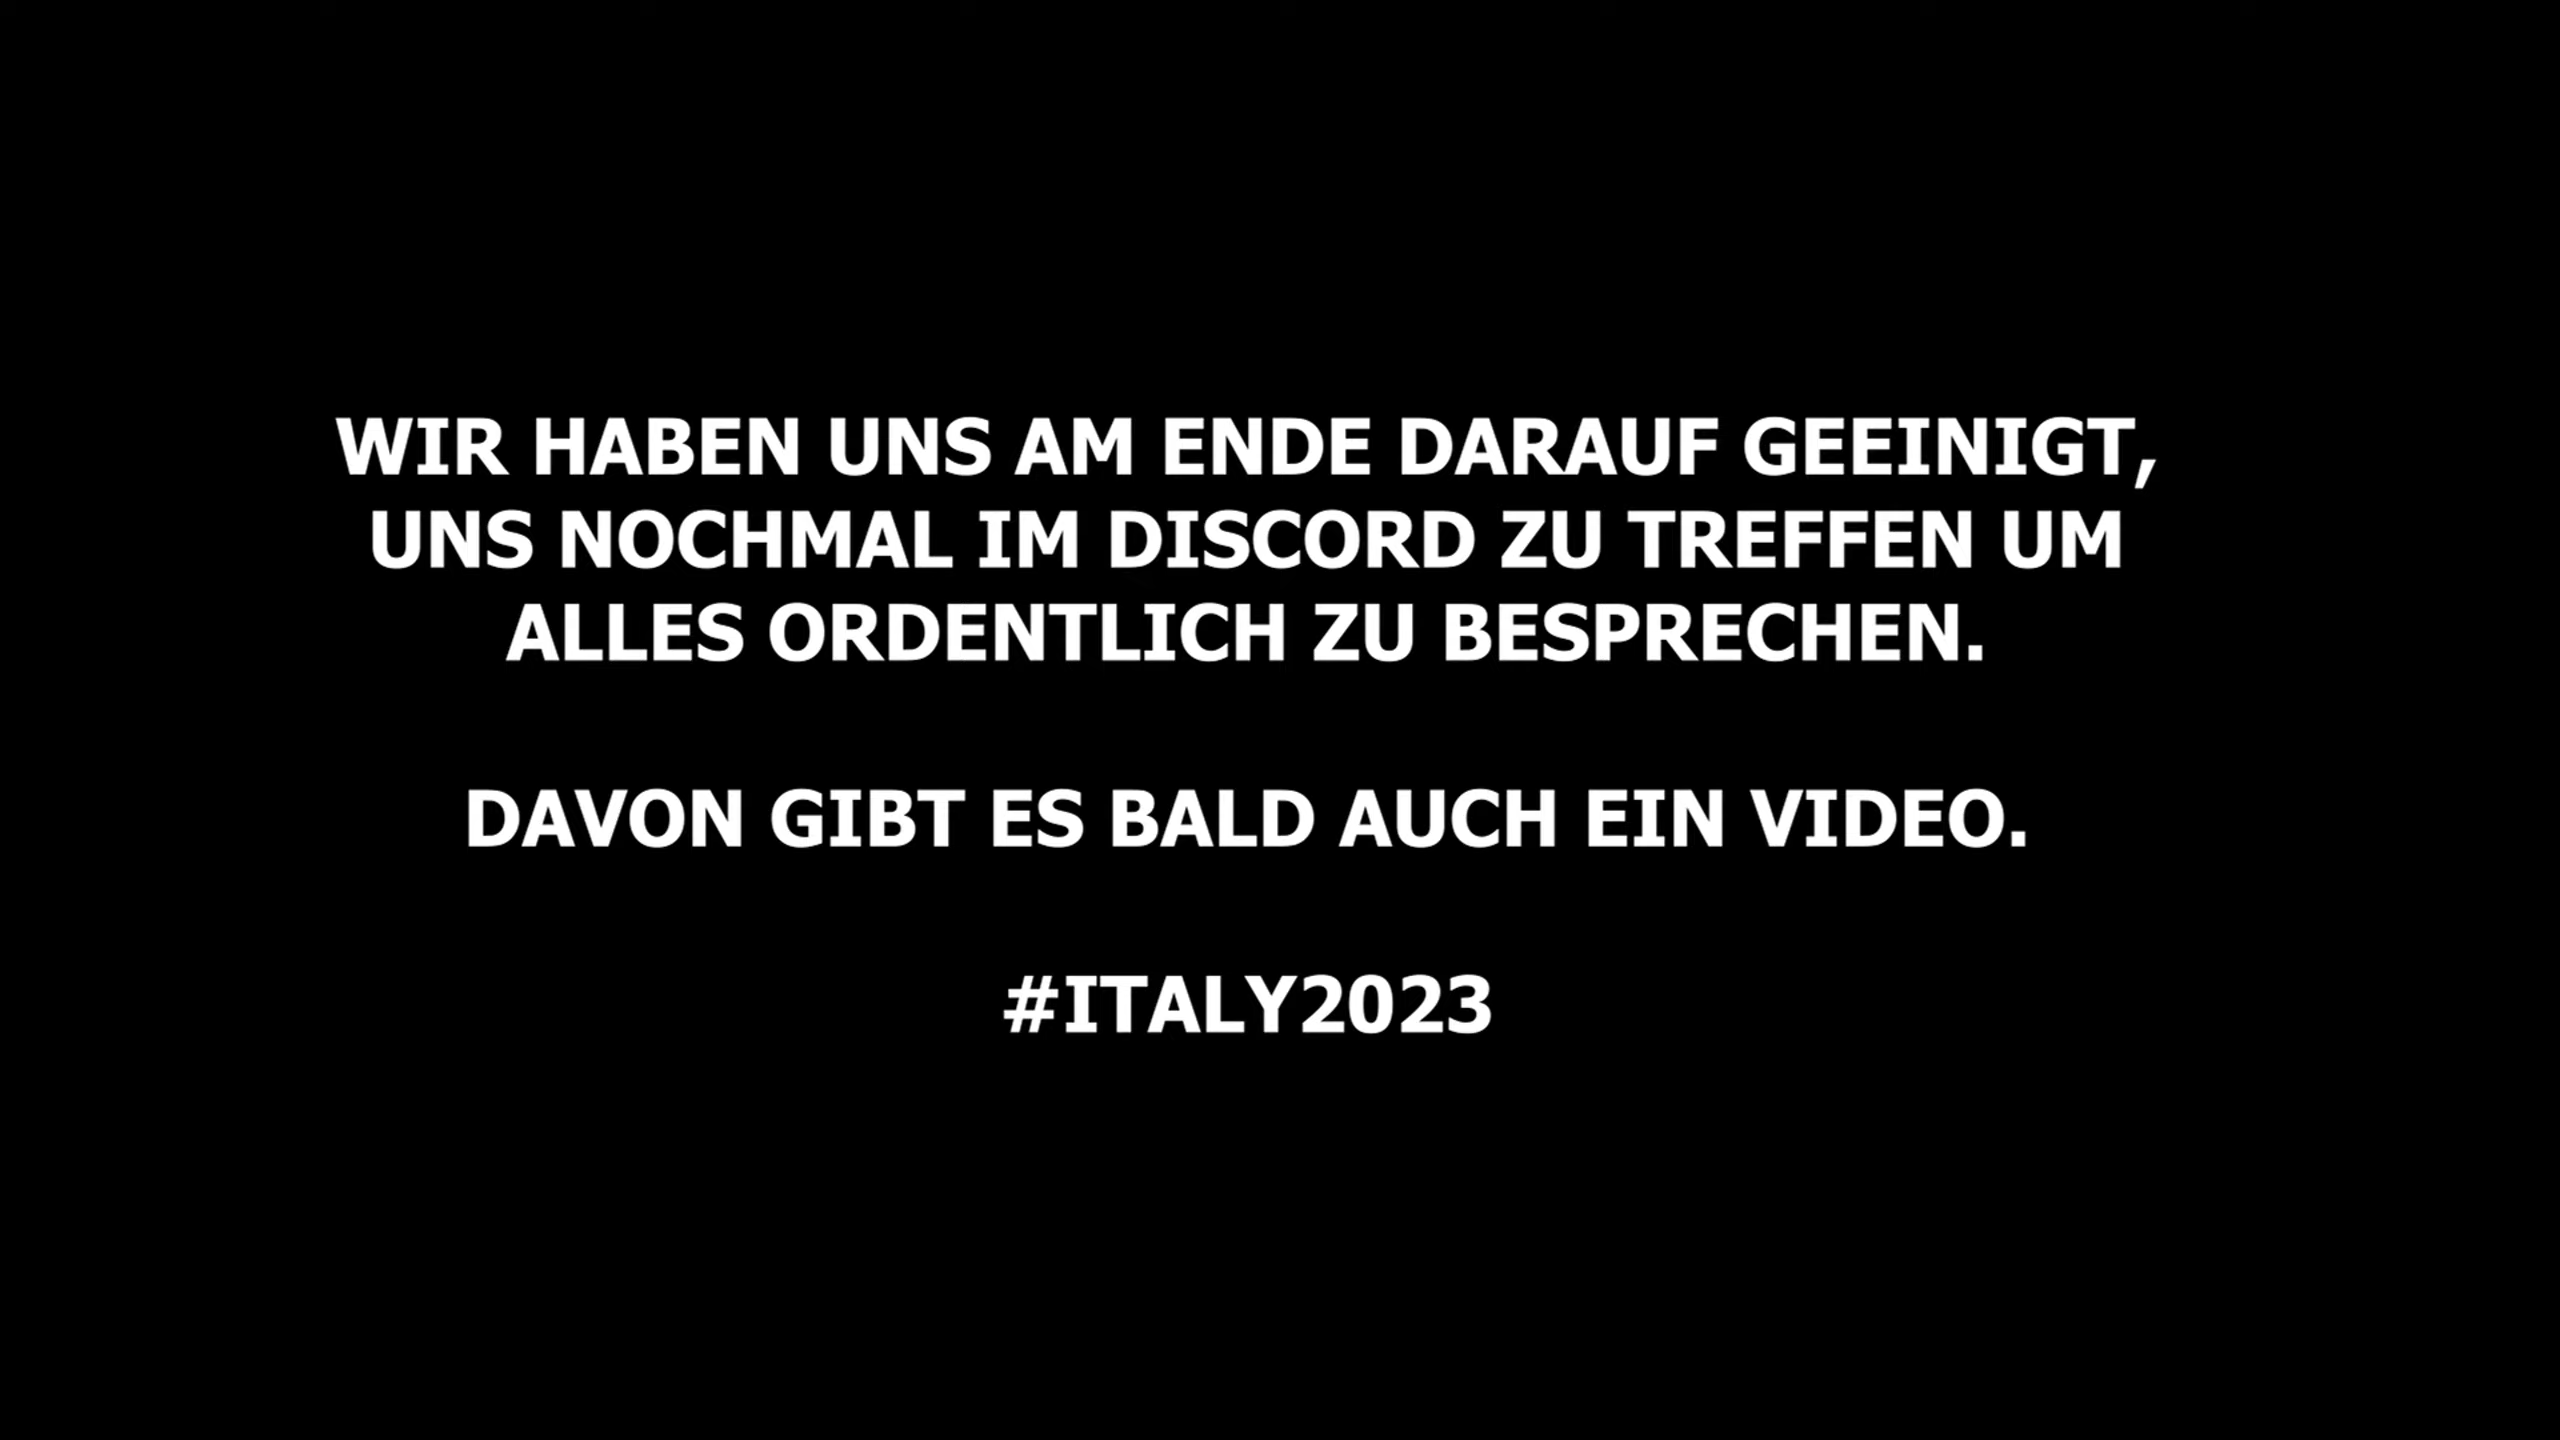 WIR HABEN UNS AM ENDE DARAUF GEEINIGT,
UNS NOCHMAL IM DISCORD ZU TREFFEN UM
ALLES ORDENTLICH ZU BESPRECHEN.
DAVON GIBT ES BALD AUCH EIN VIDEO.
#ITALY2023